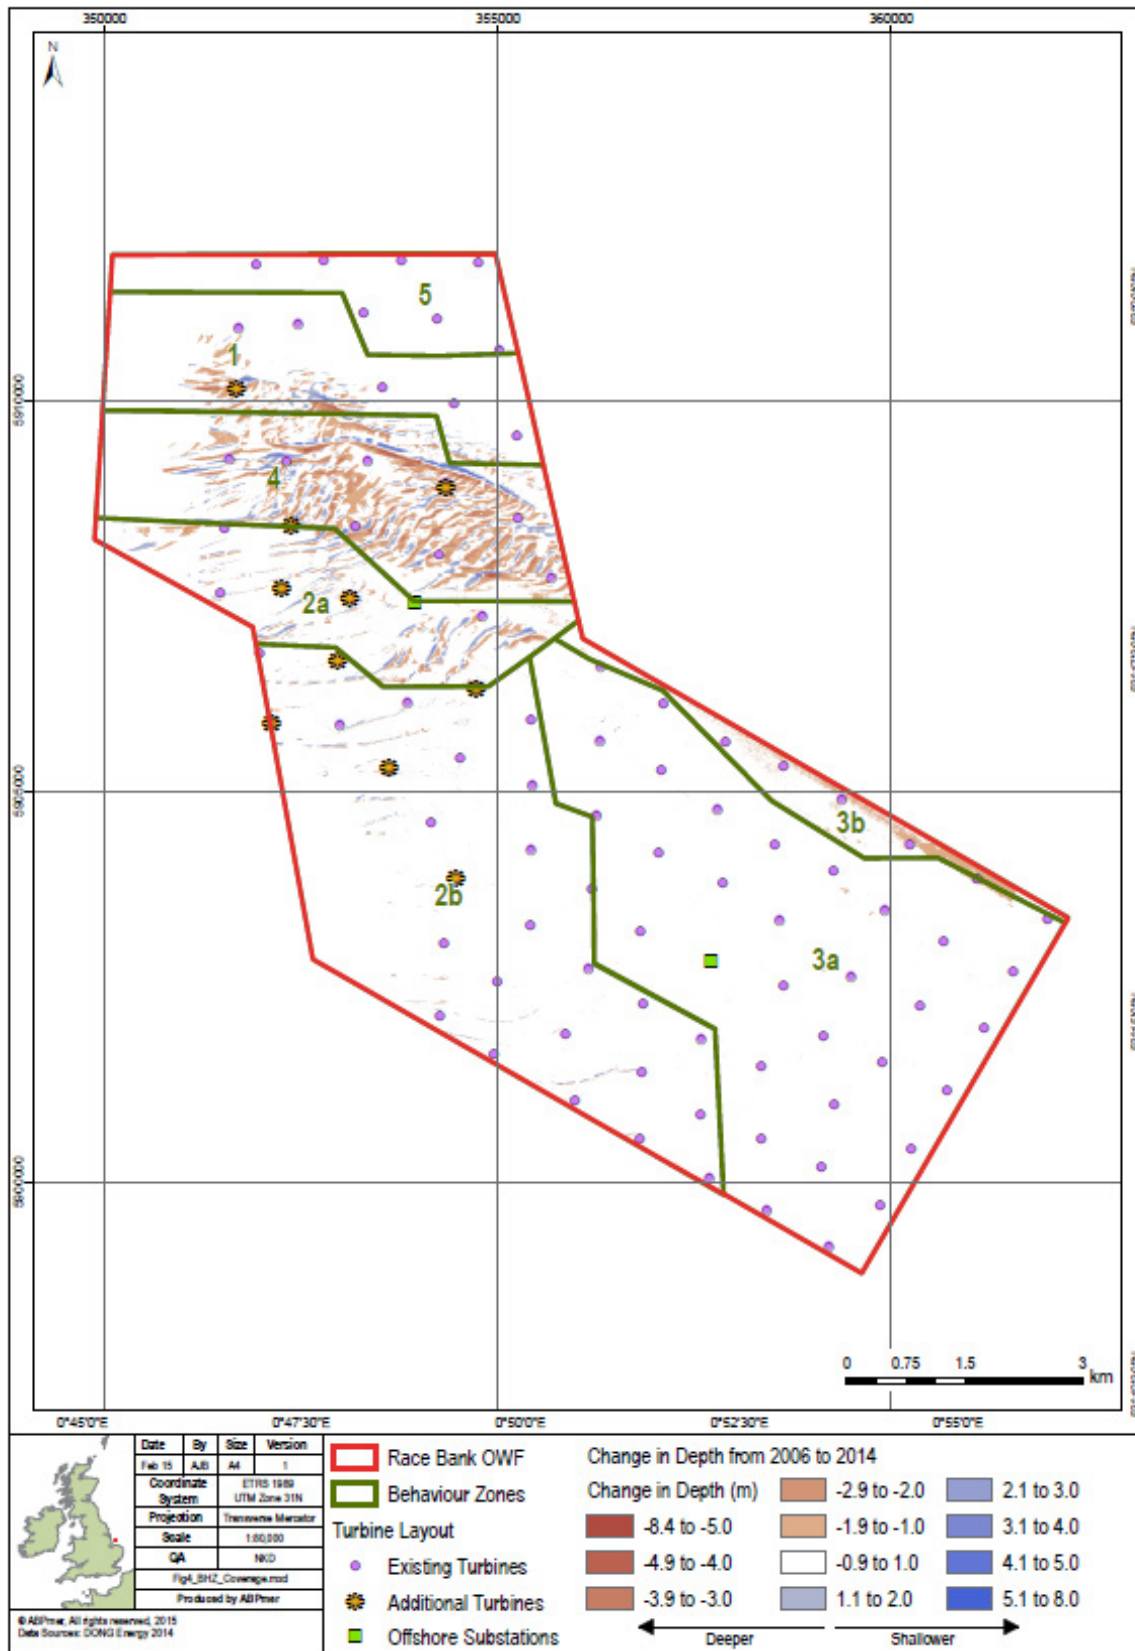 350000 355000 360000
N
5
1
5910000
4
2a
5905000
3b
2b
3a
5900000
0 0.75 1.5 3
km
0°45'0"E 0°47'30"E 0°50'0"E 0°52'30"E 0°55'0"E
Date By Size Version
Feb 15 AJB A4 1
Coordinate System ETRS 1989 UTM Zone 31N
Projection Transverse Mercator
Scale 1:60,000
QA NKD
Fig4_BHZ_Coverage.mxd
Produced by ABPmer
© ABPmer, All rights reserved, 2015
Data Sources: DONG Energy 2014
Race Bank OWF
Behaviour Zones
Turbine Layout
Existing Turbines
Additional Turbines
Offshore Substations
Change in Depth from 2006 to 2014
Change in Depth (m)
-8.4 to -5.0
-4.9 to -4.0
-3.9 to -3.0
-2.9 to -2.0
-1.9 to -1.0
-0.9 to 1.0
1.1 to 2.0
2.1 to 3.0
3.1 to 4.0
4.1 to 5.0
5.1 to 8.0
Deeper Shallower